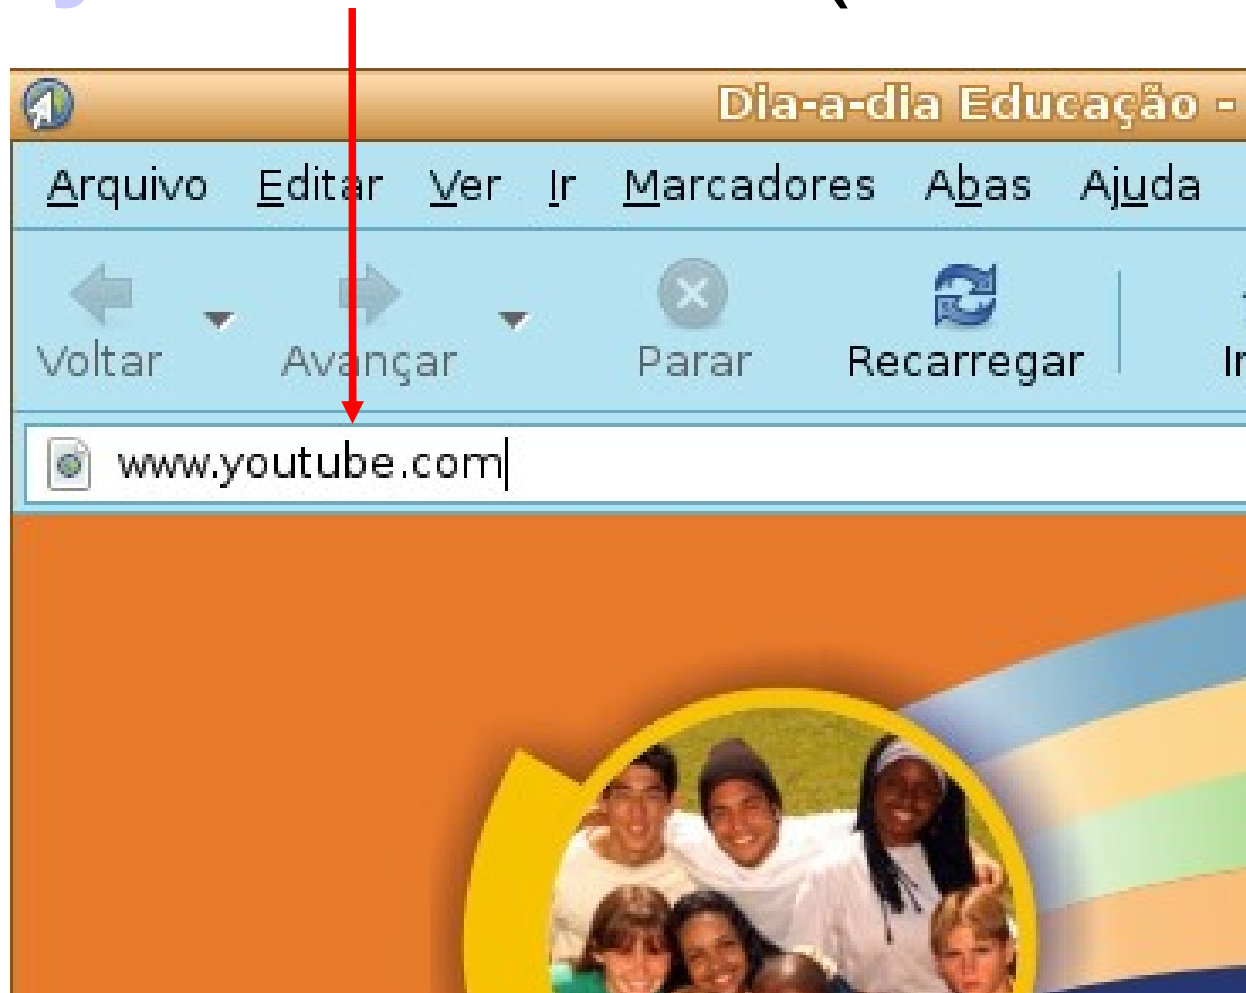 Dia-a-dia Educação -
Arquivo Editar Ver Ir Marcadores Abas Ajuda
Voltar Avançar Parar Recarregar
www.youtube.com